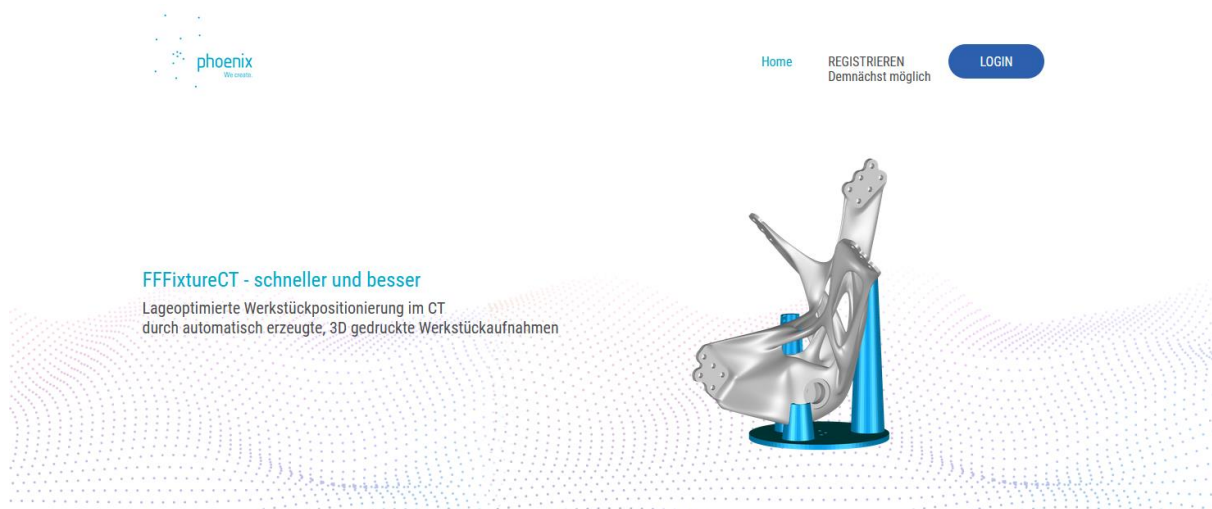 phoenix
We create.
Home
REGISTRIEREN
Demnächst möglich
LOGIN
FFFixtureCT - schneller und besser
Lageoptimierte Werkstückpositionierung im CT
durch automatisch erzeugte, 3D gedruckte Werkstückaufnahmen